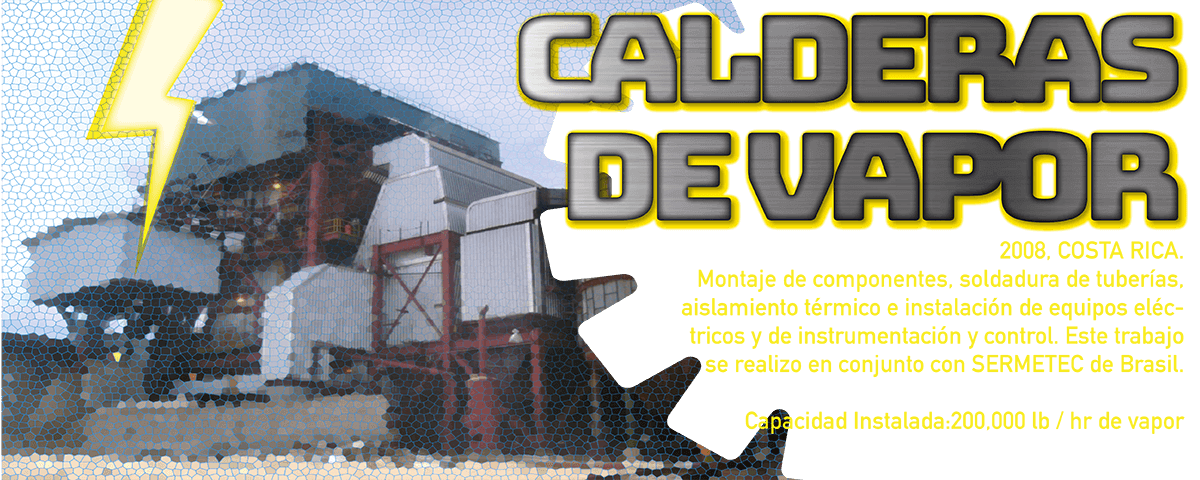 CALDERAS
DE VAPOR
2008, COSTA RICA.
Montaje de componentes, soldadura de tuberías,
aislamiento térmico e instalación de equipos eléc-
tricos y de instrumentación y control. Este trabajo
se realizo en conjunto con SERMETEC de Brasil.
Capacidad Instalada:200.000 lb / hr de vapor